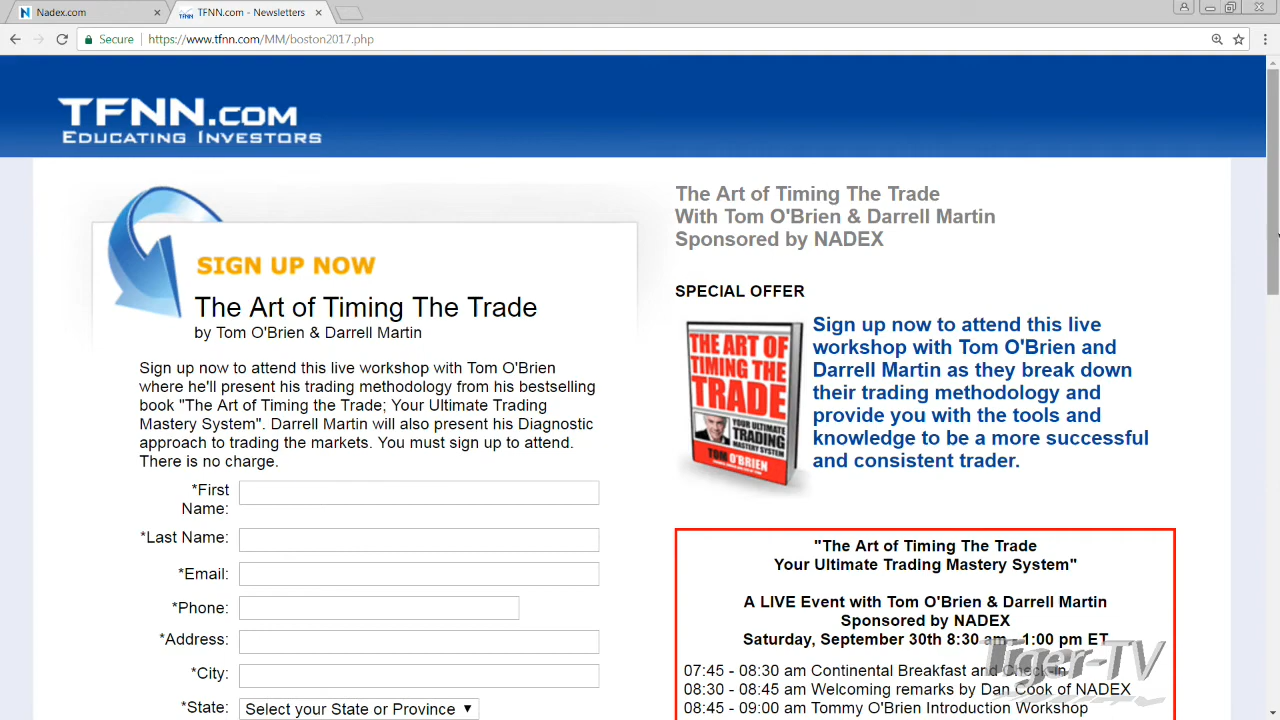 Nadex.com
TFNN.com - Newsletters
Secure
https://www.tfnn.com/MM/boston2017.php
TFNN.COM
EDUCATING INVESTORS
SIGN UP NOW
The Art of Timing The Trade
by Tom O'Brien & Darrell Martin
Sign up now to attend this live workshop with Tom O'Brien
where he'll present his trading methodology from his bestselling
book "The Art of Timing the Trade; Your Ultimate Trading
Mastery System". Darrell Martin will also present his Diagnostic
approach to trading the markets. You must sign up to attend.
There is no charge.
*First
Name:
*Last Name:
*Email:
*Phone:
*Address:
*City:
*State:
Select your State or Province
The Art of Timing The Trade
With Tom O'Brien & Darrell Martin
Sponsored by NADEX
SPECIAL OFFER
THE ART OF
TIMING THE
TRADE
YOUR ULTIMATE
TRADING
MASTERY SYSTEM
TOM O'BRIEN
Sign up now to attend this live
workshop with Tom O'Brien and
Darrell Martin as they break down
their trading methodology and
provide you with the tools and
knowledge to be a more successful
and consistent trader.
"The Art of Timing The Trade
Your Ultimate Trading Mastery System"
A LIVE Event with Tom O'Brien & Darrell Martin
Sponsored by NADEX
Saturday, September 30th 8:30 am - 1:00 pm ET
07:45 - 08:30 am Continental Breakfast and Check-in
08:30 - 08:45 am Welcoming remarks by Dan Cook of NADEX
08:45 - 09:00 am Tommy O'Brien Introduction Workshop
Tiger-TV